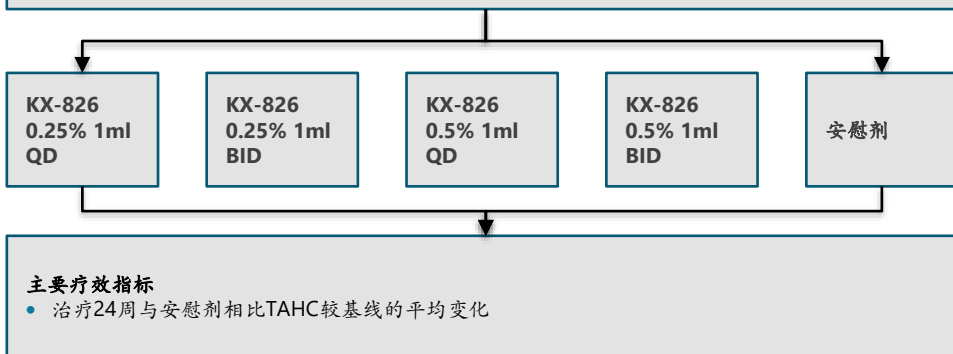 KX-826
0.25% 1ml
QD
KX-826
0.25% 1ml
BID
KX-826
0.5% 1ml
QD
KX-826
0.5% 1ml
BID
安慰剂
主要疗效指标
• 治疗24周与安慰剂相比TAHC较基线的平均变化